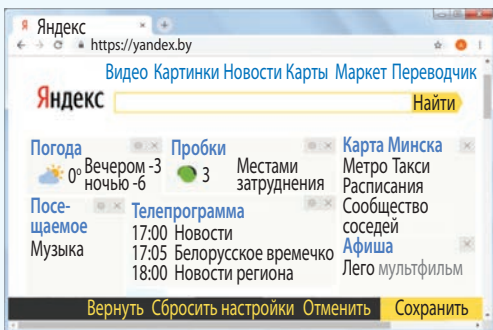 Яндекс
https://yandex.by
Видео Картинки Новости Карты Маркет Переводчик
Яндекс
Найти
Погода
0° Вечером -3
ночью -6
Пробки
3 Местами
затруднения
Карта Минска
Метро Такси
Расписания
Сообщество
соседей
Посе-
щаемое
Музыка
Телепрограмма
17:00 Новости
17:05 Белорусское времечко
18:00 Новости региона
Афиша
Лего мультфильм
Вернуть Сбросить настройки Отменить Сохранить